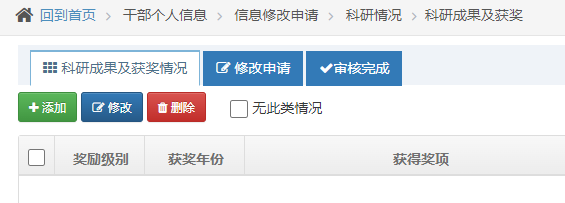 回到首页 > 干部个人信息 > 信息修改申请 > 科研情况 > 科研成果及获奖
科研成果及获奖情况 修改申请 审核完成
添加 修改 删除 无此类情况
奖励级别 获奖年份 获得奖项